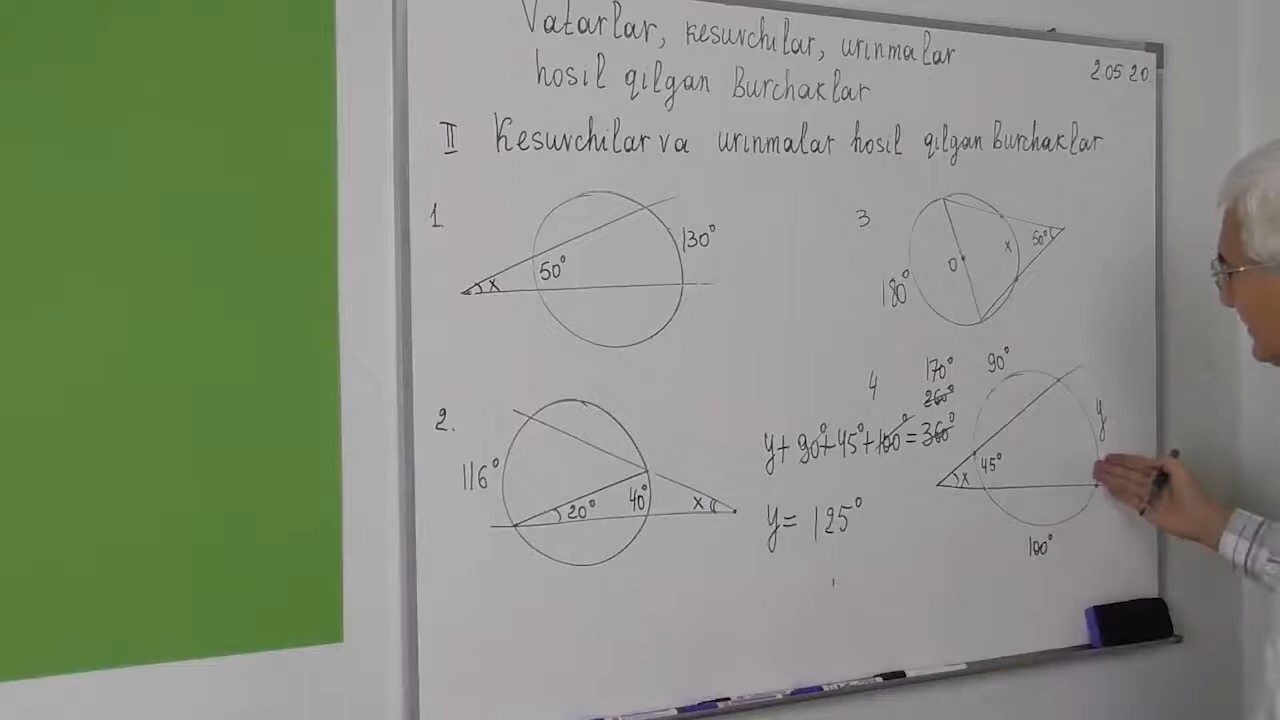 Vatarlar, kesuvchilar, urinmalar
hosil qilgan Burchaklar
2.05.20
II Kesuvchilar va urinmalar hosil qilgan Burchaklar
1.
130°
50°
x
3
50°
x
O
180°
2.
116°
20°
40°
x
4
170°
260°
y+90°+45°+100°=360°
y=125°
90°
y
45°
x
100°